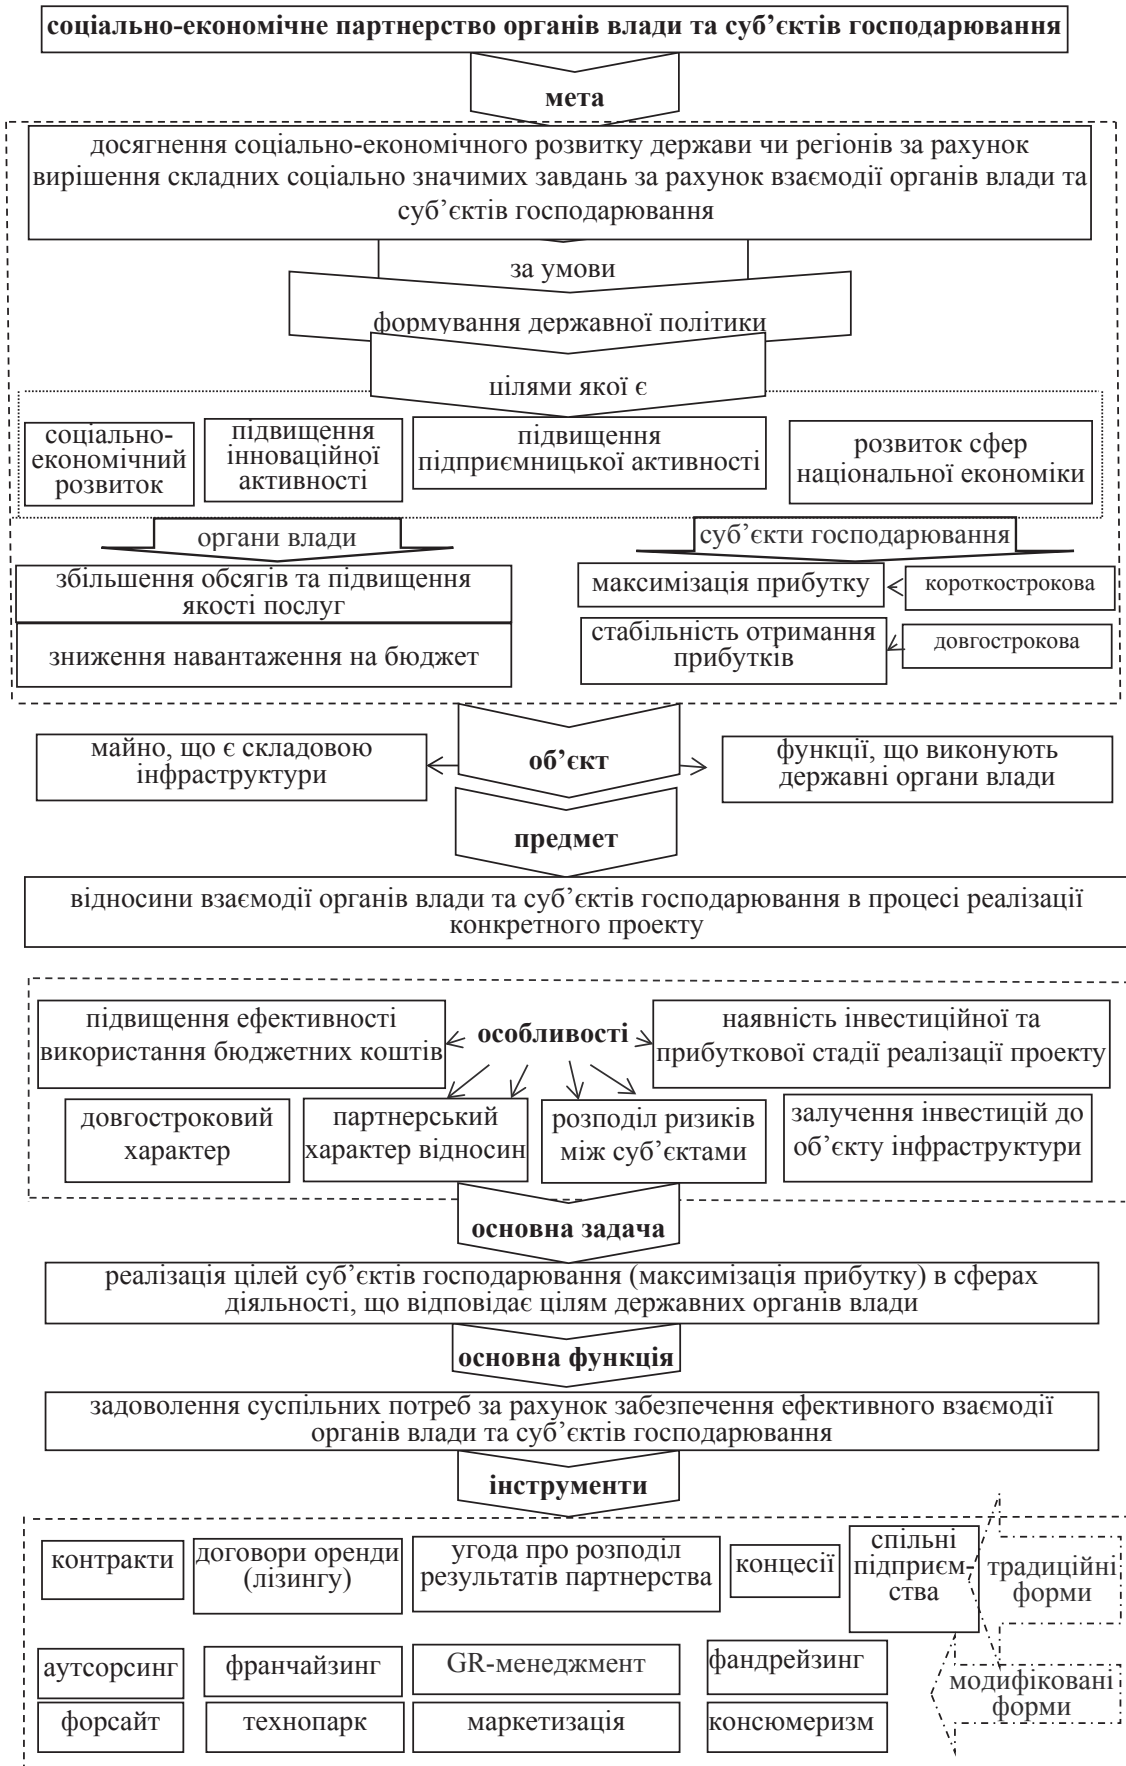 соціально-економічне партнерство органів влади та суб’єктів господарювання
мета
досягнення соціально-економічного розвитку держави чи регіонів за рахунок
вирішення складних соціально значимих завдань за рахунок взаємодії органів влади та
суб’єктів господарювання
за умови
формування державної політики
цілями якої є
соціально-
економічний
розвиток
підвищення
інноваційної
активності
підвищення
підприємницької активності
розвиток сфер
національної економіки
органи влади
суб’єкти господарювання
збільшення обсягів та підвищення
якості послуг
зниження навантаження на бюджет
максимізація прибутку
короткострокова
стабільність отримання
прибутків
довгострокова
об’єкт
майно, що є складовою
інфраструктури
функції, що виконують
державні органи влади
предмет
відносини взаємодії органів влади та суб’єктів господарювання в процесі реалізації
конкретного проекту
особливості
підвищення ефективності
використання бюджетних коштів
наявність інвестиційної та
прибуткової стадії реалізації проекту
довгостроковий
характер
партнерський
характер відносин
розподіл ризиків
між суб’єктами
залучення інвестицій до
об’єкту інфраструктури
основна задача
реалізація цілей суб’єктів господарювання (максимізація прибутку) в сферах
діяльності, що відповідає цілям державних органів влади
основна функція
задоволення суспільних потреб за рахунок забезпечення ефективного взаємодії
органів влади та суб’єктів господарювання
інструменти
контракти
договори оренди
(лізингу)
угода про розподіл
результатів партнерства
концесії
спільні
підприєм-
ства
традиційні
форми
аутсорсинг
франчайзинг
GR-менеджмент
фандрейзинг
модифіковані
форми
форсайт
технопарк
маркетизація
консюмеризм